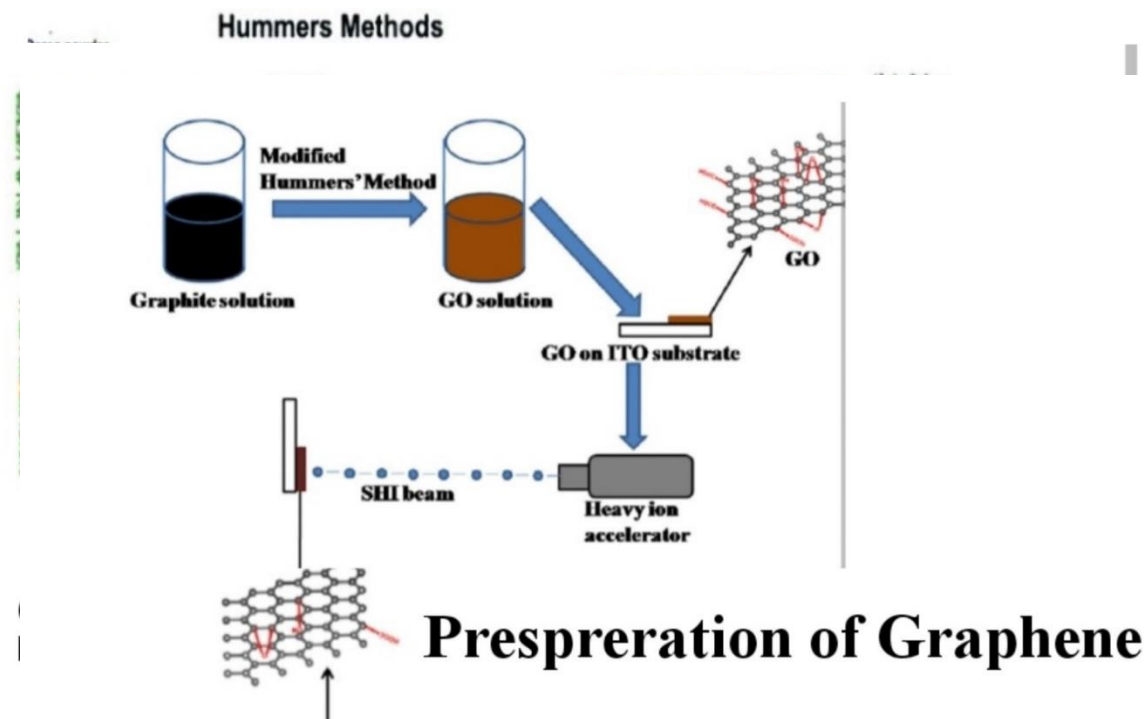 Hummers Methods
Modified
Hummers' Method
Graphite solution
GO solution
GO
GO on ITO substrate
SHI beam
Heavy ion
accelerator
Prespreration of Graphene